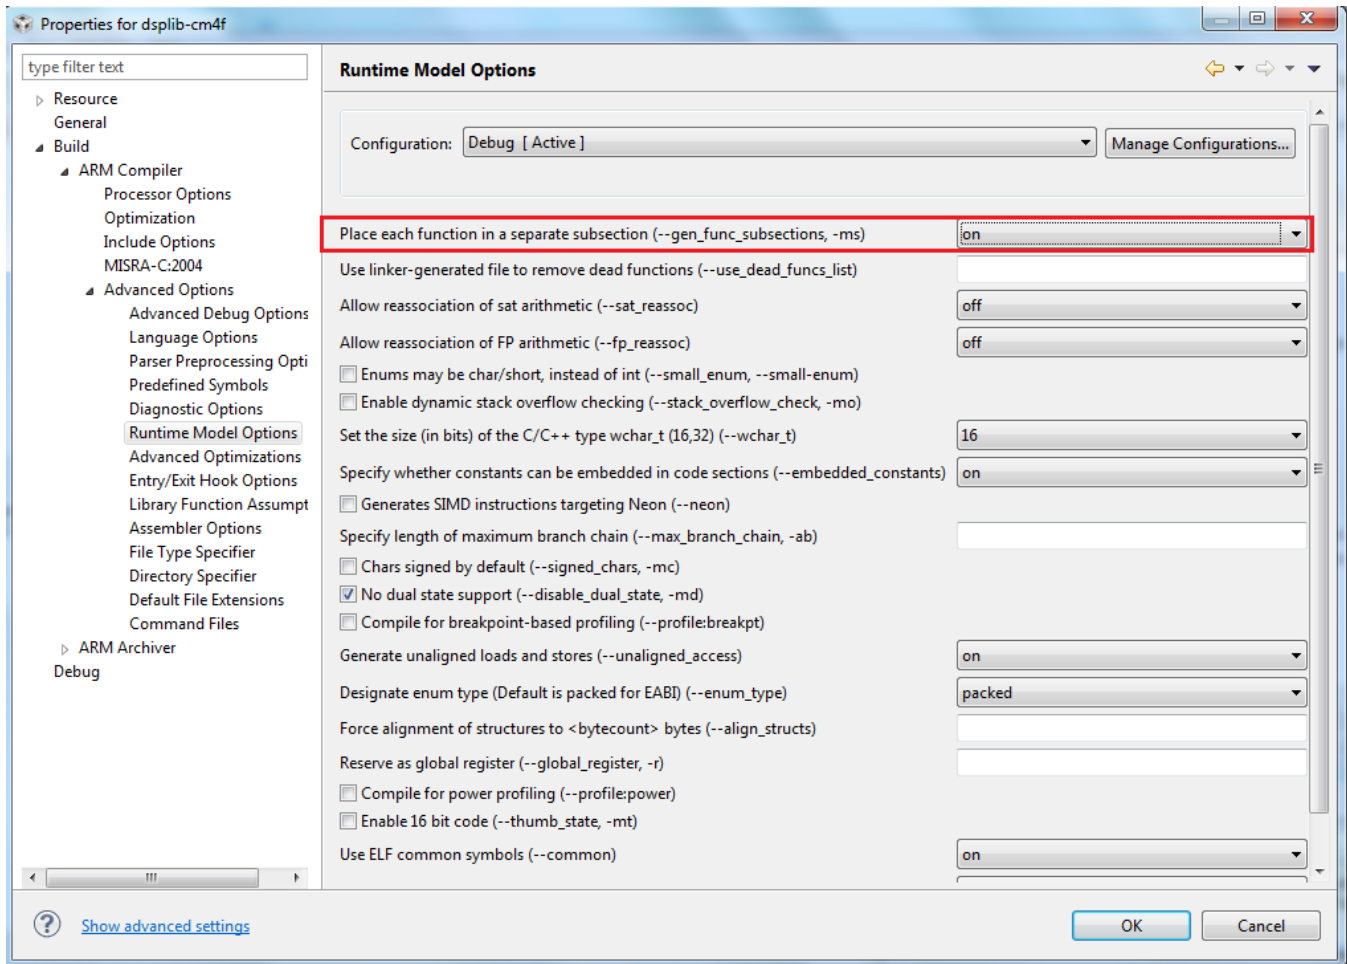 Properties for dsplib-cm4f
type filter text
Resource
General
Build
ARM Compiler
Processor Options
Optimization
Include Options
MISRA-C:2004
Advanced Options
Advanced Debug Options
Language Options
Parser Preprocessing Opti
Predefined Symbols
Diagnostic Options
Runtime Model Options
Advanced Optimizations
Entry/Exit Hook Options
Library Function Assumpt
Assembler Options
File Type Specifier
Directory Specifier
Default File Extensions
Command Files
ARM Archiver
Debug
Runtime Model Options
Configuration: Debug [ Active ] Manage Configurations...
Place each function in a separate subsection (--gen_func_subsections, -ms) on
Use linker-generated file to remove dead functions (--use_dead_funcs_list)
Allow reassociation of sat arithmetic (--sat_reassoc) off
Allow reassociation of FP arithmetic (--fp_reassoc) off
Enums may be char/short, instead of int (--small_enum, --small-enum)
Enable dynamic stack overflow checking (--stack_overflow_check, -mo)
Set the size (in bits) of the C/C++ type wchar_t (16,32) (--wchar_t) 16
Specify whether constants can be embedded in code sections (--embedded_constants) on
Generates SIMD instructions targeting Neon (--neon)
Specify length of maximum branch chain (--max_branch_chain, -ab)
Chars signed by default (--signed_chars, -mc)
No dual state support (--disable_dual_state, -md)
Compile for breakpoint-based profiling (--profile:breakpt)
Generate unaligned loads and stores (--unaligned_access) on
Designate enum type (Default is packed for EABI) (--enum_type) packed
Force alignment of structures to <bytecount> bytes (--align_structs)
Reserve as global register (--global_register, -r)
Compile for power profiling (--profile:power)
Enable 16 bit code (--thumb_state, -mt)
Use ELF common symbols (--common) on
Show advanced settings
OK Cancel